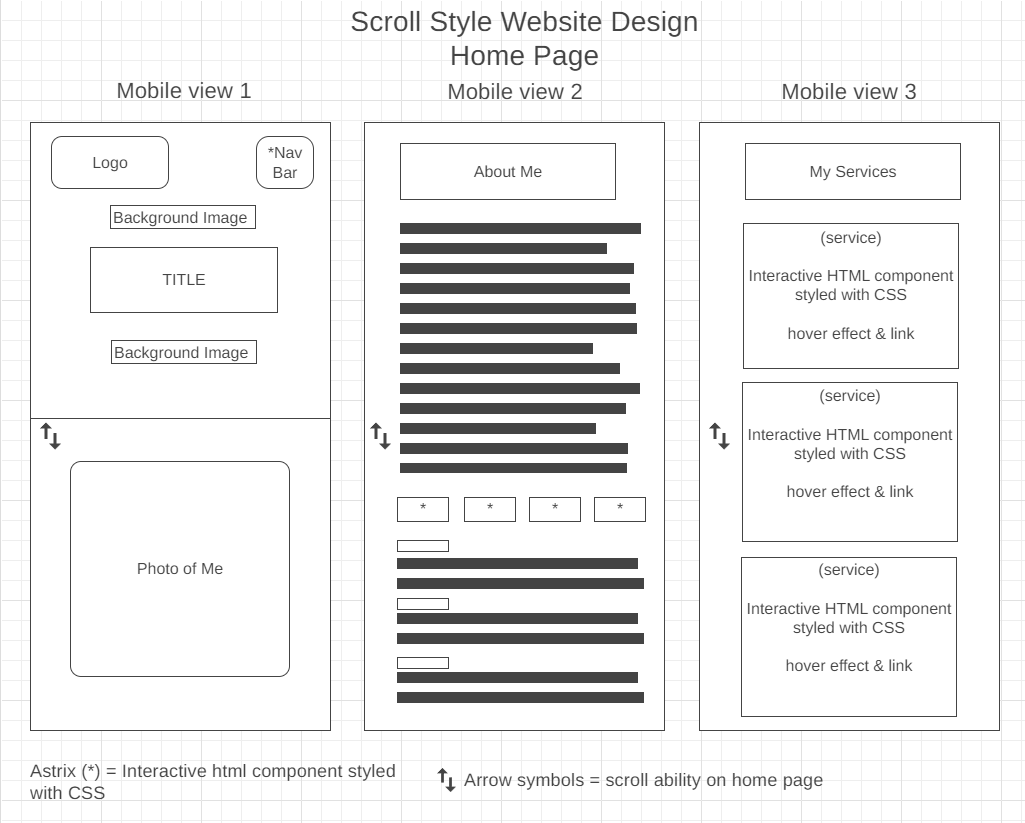 Scroll Style Website Design
Home Page
Mobile view 1
Mobile view 2
Mobile view 3
Logo
*Nav
Bar
Background Image
TITLE
Background Image
Photo of Me
About Me
* * * *
My Services
(service)
Interactive HTML component
styled with CSS
hover effect & link
(service)
Interactive HTML component
styled with CSS
hover effect & link
(service)
Interactive HTML component
styled with CSS
hover effect & link
Astrix (*) = Interactive html component styled
with CSS
Arrow symbols = scroll ability on home page